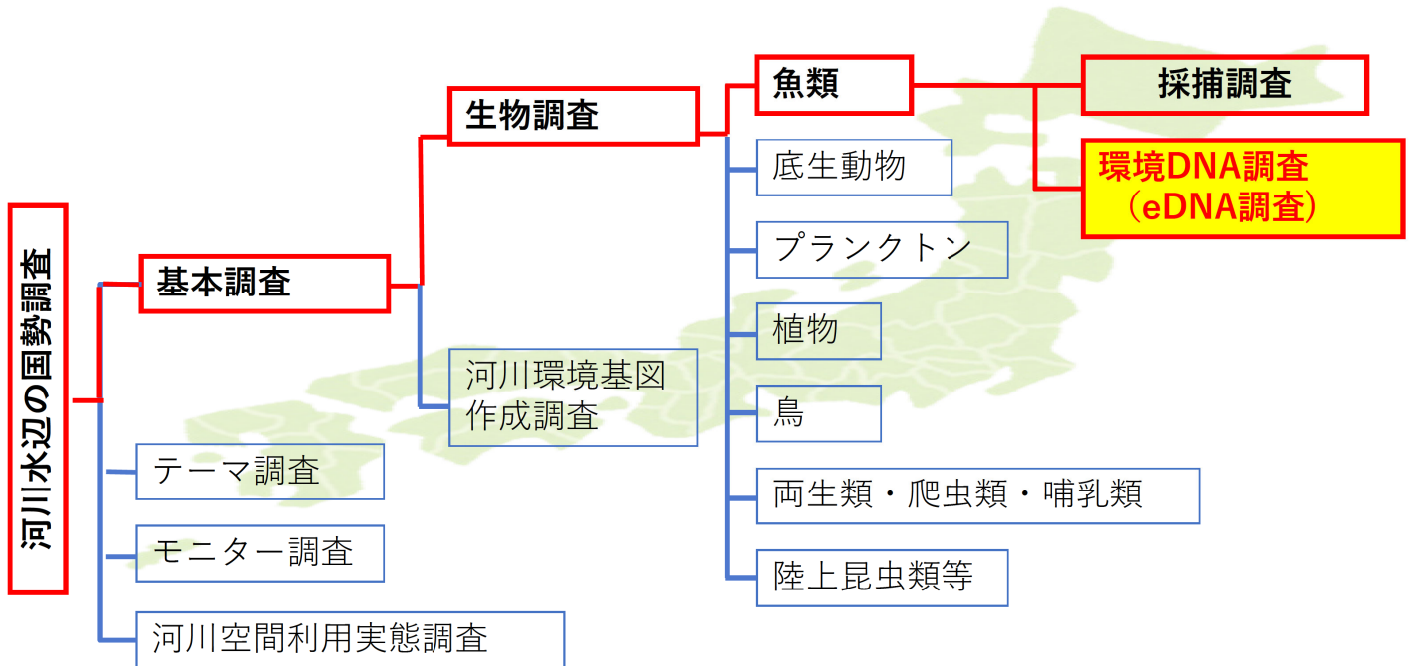 河川水辺の国勢調査
基本調査
テーマ調査
モニター調査
河川空間利用実態調査
生物調査
河川環境基図
作成調査
魚類
底生動物
プランクトン
植物
鳥
両生類・爬虫類・哺乳類
陸上昆虫類等
採捕調査
環境DNA調査
（eDNA調査）